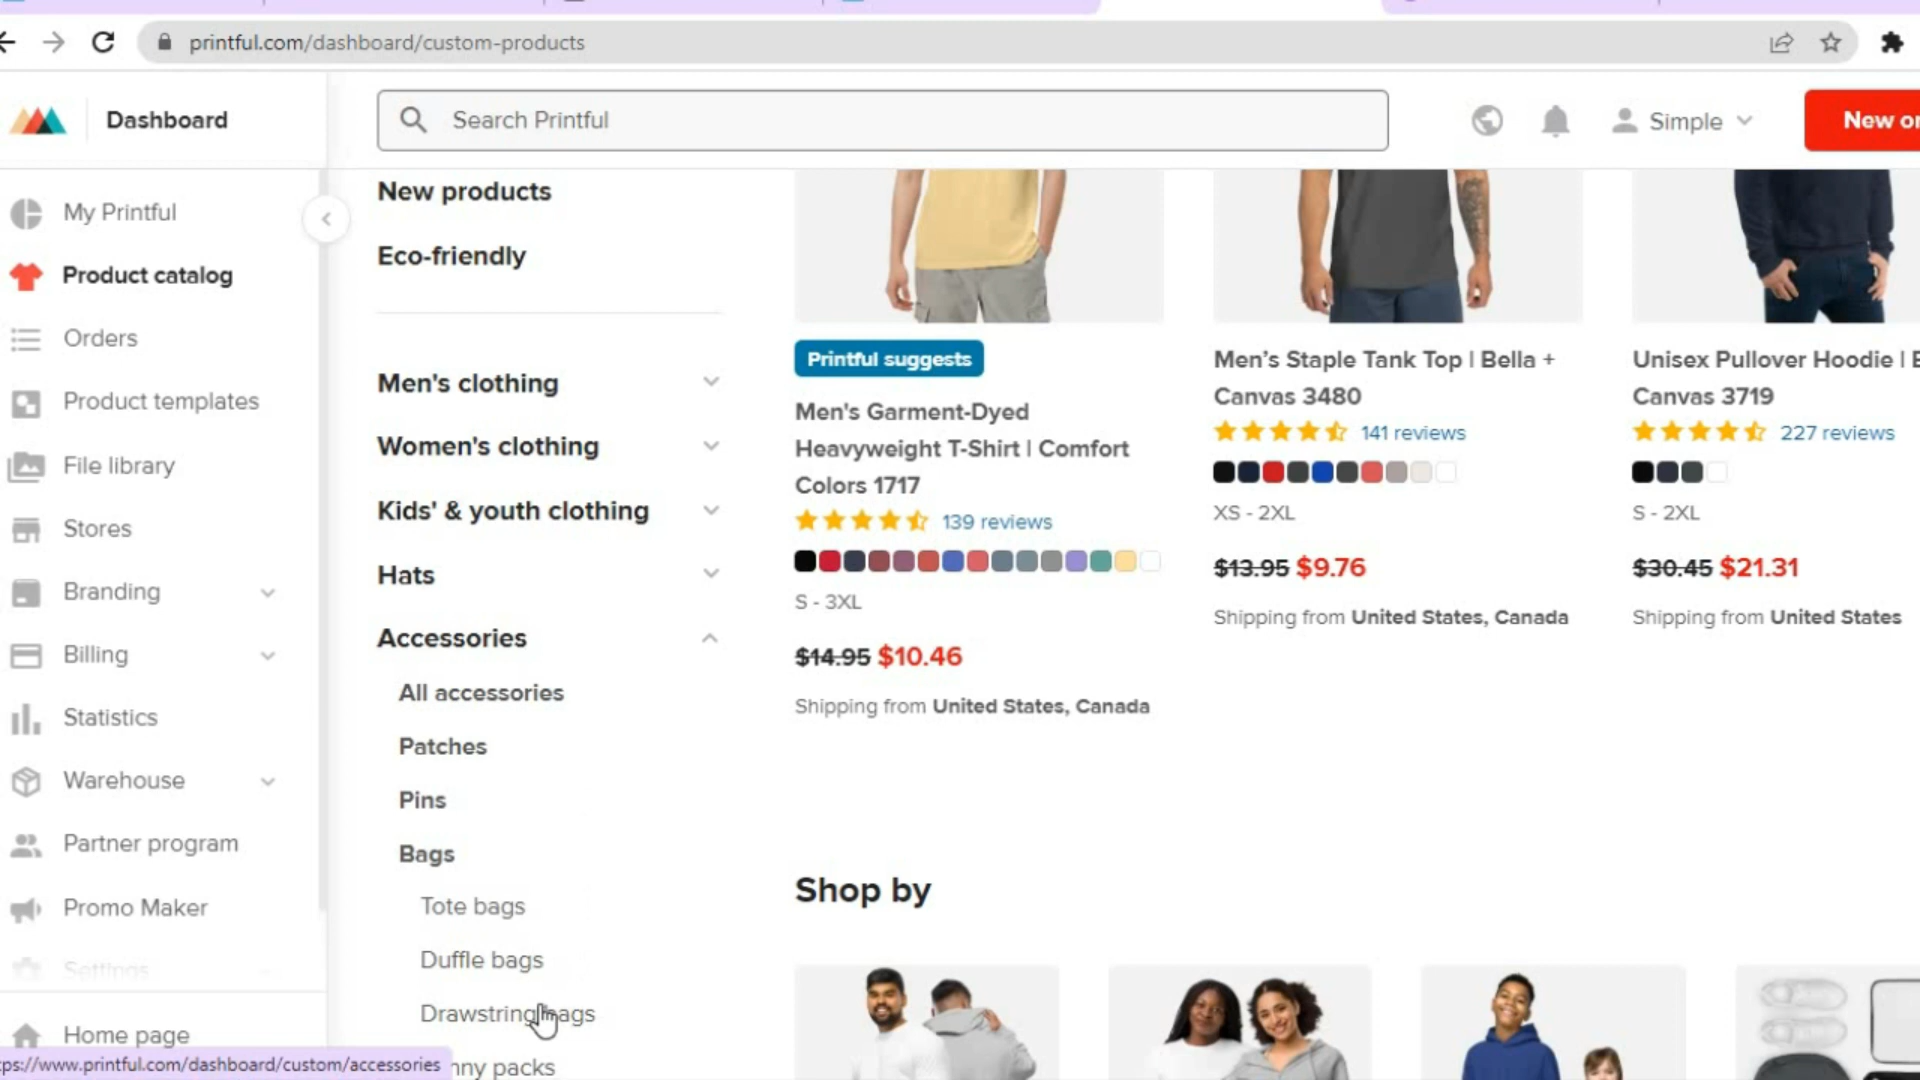 printful.com/dashboard/custom-products
Dashboard
Search Printful
Simple
New or
My Printful
Product catalog
Orders
Product templates
File library
Stores
Branding
Billing
Statistics
Warehouse
Partner program
Promo Maker
Settings
Home page
New products
Eco-friendly
Men's clothing
Women's clothing
Kids' & youth clothing
Hats
Accessories
All accessories
Patches
Pins
Bags
Tote bags
Duffle bags
Drawstring bags
nny packs
Printful suggests
Men's Garment-Dyed
Heavyweight T-Shirt | Comfort
Colors 1717
139 reviews
S - 3XL
$14.95 $10.46
Shipping from United States, Canada
Men’s Staple Tank Top | Bella +
Canvas 3480
141 reviews
XS - 2XL
$13.95 $9.76
Shipping from United States, Canada
Unisex Pullover Hoodie |
Canvas 3719
227 reviews
S - 2XL
$30.45 $21.31
Shipping from United States
Shop by
ps://www.printful.com/dashboard/custom/accessories